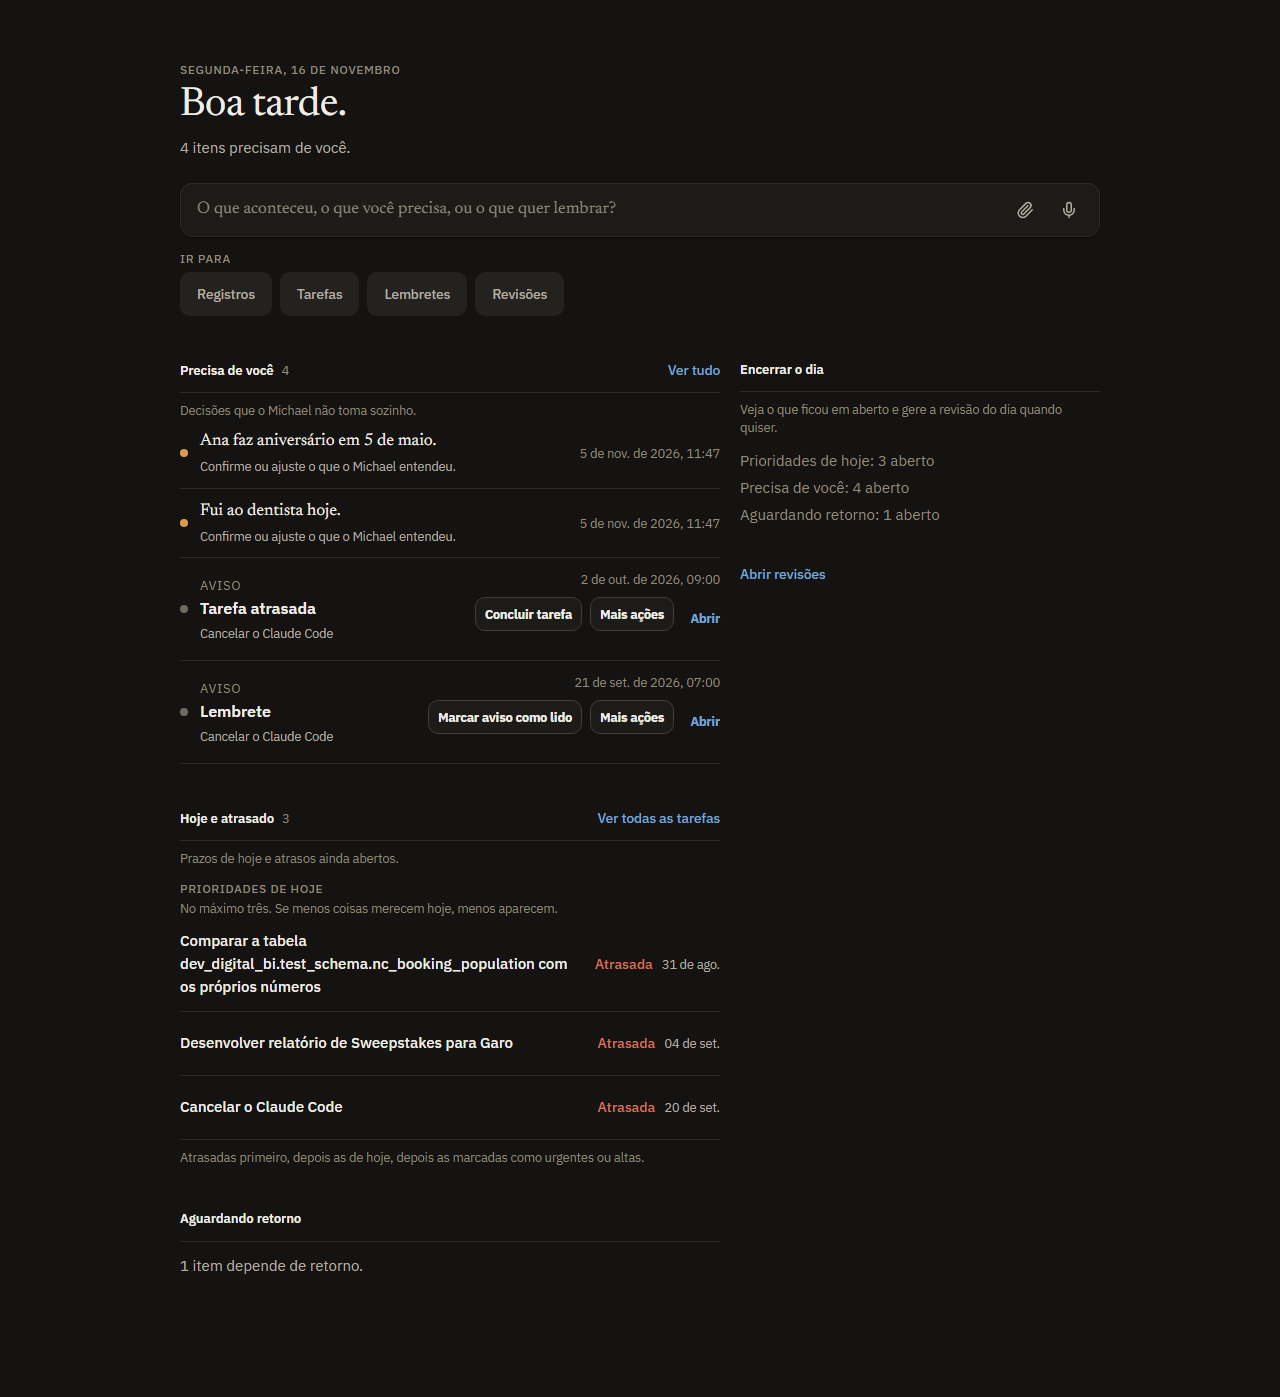 SEGUNDA-FEIRA, 16 DE NOVEMBRO
Boa tarde.
4 itens precisam de você.
O que aconteceu, o que você precisa, ou o que quer lembrar?
IR PARA
Registros
Tarefas
Lembretes
Revisões
Precisa de você 4
Ver tudo
Decisões que o Michael não toma sozinho.
Ana faz aniversário em 5 de maio.
Confirme ou ajuste o que o Michael entendeu.
5 de nov. de 2026, 11:47
Fui ao dentista hoje.
Confirme ou ajuste o que o Michael entendeu.
5 de nov. de 2026, 11:47
AVISO
Tarefa atrasada
Cancelar o Claude Code
2 de out. de 2026, 09:00
Concluir tarefa
Mais ações
Abrir
AVISO
Lembrete
Cancelar o Claude Code
21 de set. de 2026, 07:00
Marcar aviso como lido
Mais ações
Abrir
Hoje e atrasado 3
Ver todas as tarefas
Prazos de hoje e atrasos ainda abertos.
PRIORIDADES DE HOJE
No máximo três. Se menos coisas merecem hoje, menos aparecem.
Comparar a tabela
dev_digital_bi.test_schema.nc_booking_population com
os próprios números
Atrasada 31 de ago.
Desenvolver relatório de Sweepstakes para Garo
Atrasada 04 de set.
Cancelar o Claude Code
Atrasada 20 de set.
Atrasadas primeiro, depois as de hoje, depois as marcadas como urgentes ou altas.
Aguardando retorno
1 item depende de retorno.
Encerrar o dia
Veja o que ficou em aberto e gere a revisão do dia quando
quiser.
Prioridades de hoje: 3 aberto
Precisa de você: 4 aberto
Aguardando retorno: 1 aberto
Abrir revisões